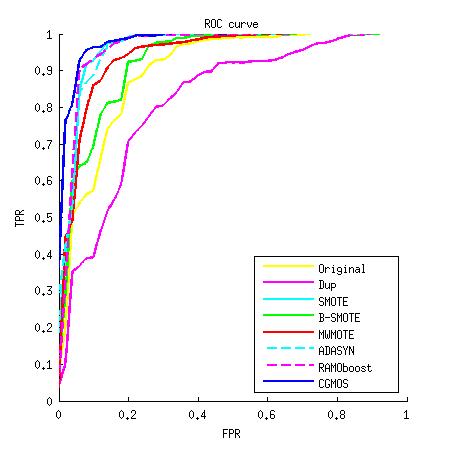 ROC curve
1
0.9
0.8
0.7
0.6
0.5
0.4
0.3
0.2
0.1
0
TPR
0
0.2
0.4
0.6
0.8
1
FPR
Original
Dup
SMOTE
B-SMOTE
MWMOTE
ADASYN
RAMOboost
CGMOS